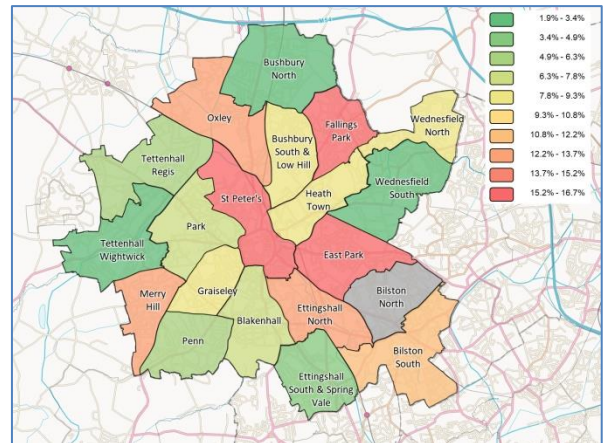 Bushbury
North
Oxley
Bushbury
South &
Low Hill
Fallings
Park
Wednesfield
North
Tettenhall
Regis
St Peter's
Heath
Town
Wednesfield
South
Park
Tettenhall
Wightwick
East Park
Merry
Hill
Graiseley
Bilston
North
Blakenhall
Ettingshall
North
Penn
Bilston
South
Ettingshall
South & Spring
Vale
1.9% - 3.4%
3.4% - 4.9%
4.9% - 6.3%
6.3% - 7.8%
7.8% - 9.3%
9.3% - 10.8%
10.8% - 12.2%
12.2% - 13.7%
13.7% - 15.2%
15.2% - 16.7%